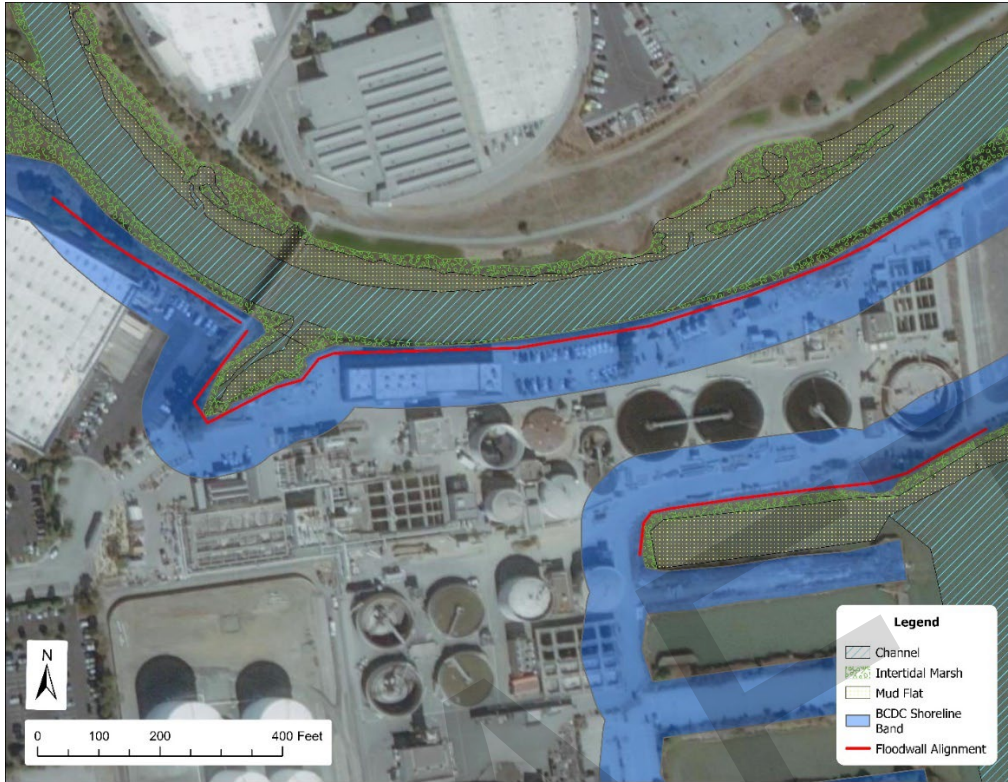 Legend
Channel
Intertidal Marsh
Mud Flat
BCDC Shoreline
Band
Floodwall Alignment
N
0 100 200 400 Feet